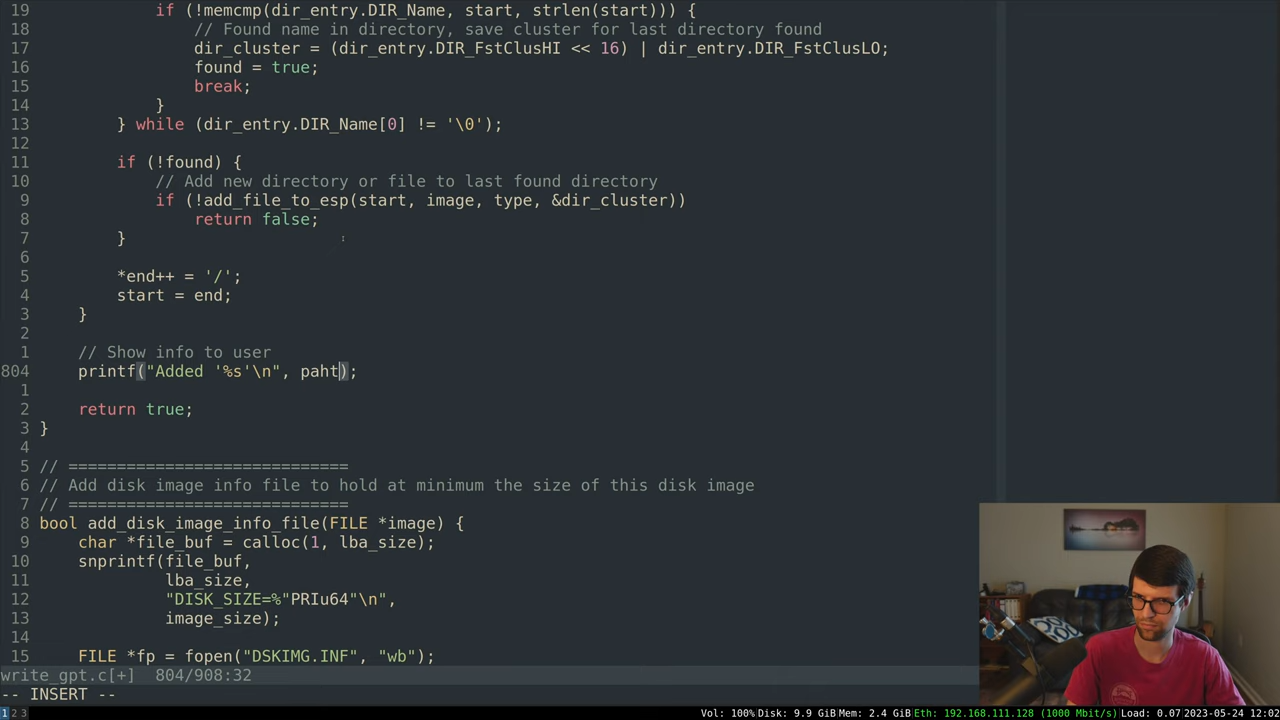 19             if (!memcmp(dir_entry.DIR_Name, start, strlen(start))) {
18                 // Found name in directory, save cluster for last directory found
17                 dir_cluster = (dir_entry.DIR_FstClusHI << 16) | dir_entry.DIR_FstClusLO;
16                 found = true;
15                 break;
14             }
13         } while (dir_entry.DIR_Name[0] != '\0');
12
11         if (!found) {
10             // Add new directory or file to last found directory
9             if (!add_file_to_esp(start, image, type, &dir_cluster))
8                 return false;
7         }
6
5         *end++ = '/';
4         start = end;
3     }
2
1     // Show info to user
804     printf("Added '%s'\n", paht);
1
2     return true;
3 }
4
5 // =============================
6 // Add disk image info file to hold at minimum the size of this disk image
7 // =============================
8 bool add_disk_image_info_file(FILE *image) {
9     char *file_buf = calloc(1, lba_size);
10     snprintf(file_buf,
11              lba_size,
12              "DISK_SIZE=%"PRIu64"\n",
13              image_size);
14
15     FILE *fp = fopen("DSKIMG.INF", "wb");
write_gpt.c[+]  804/908:32
-- INSERT --
1 2 3 Vol: 100% Disk: 9.9 GiB Mem: 2.4 GiB Eth: 192.168.111.128 (1000 Mbit/s) Load: 0.07 2023-05-24 12:02